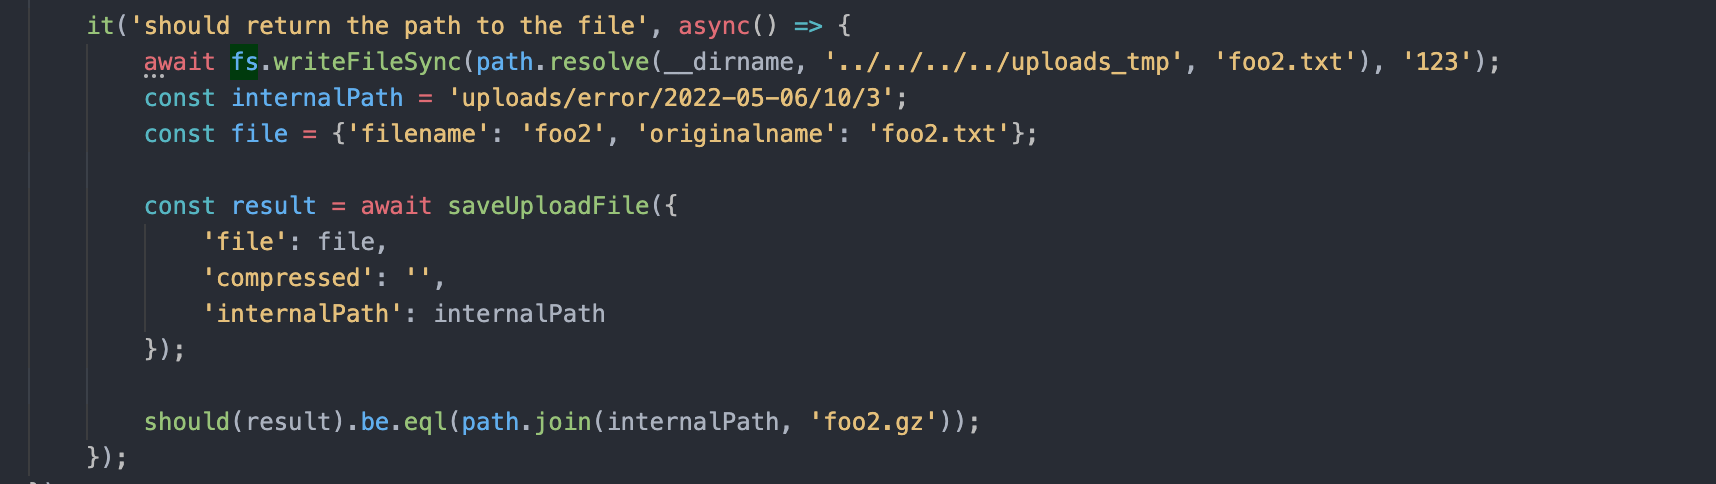 it('should return the path to the file', async() => {
    await fs.writeFileSync(path.resolve(__dirname, '../../../../uploads_tmp', 'foo2.txt'), '123');
    const internalPath = 'uploads/error/2022-05-06/10/3';
    const file = {'filename': 'foo2', 'originalname': 'foo2.txt'};

    const result = await saveUploadFile({
        'file': file,
        'compressed': '',
        'internalPath': internalPath
    });

    should(result).be.eql(path.join(internalPath, 'foo2.gz'));
});